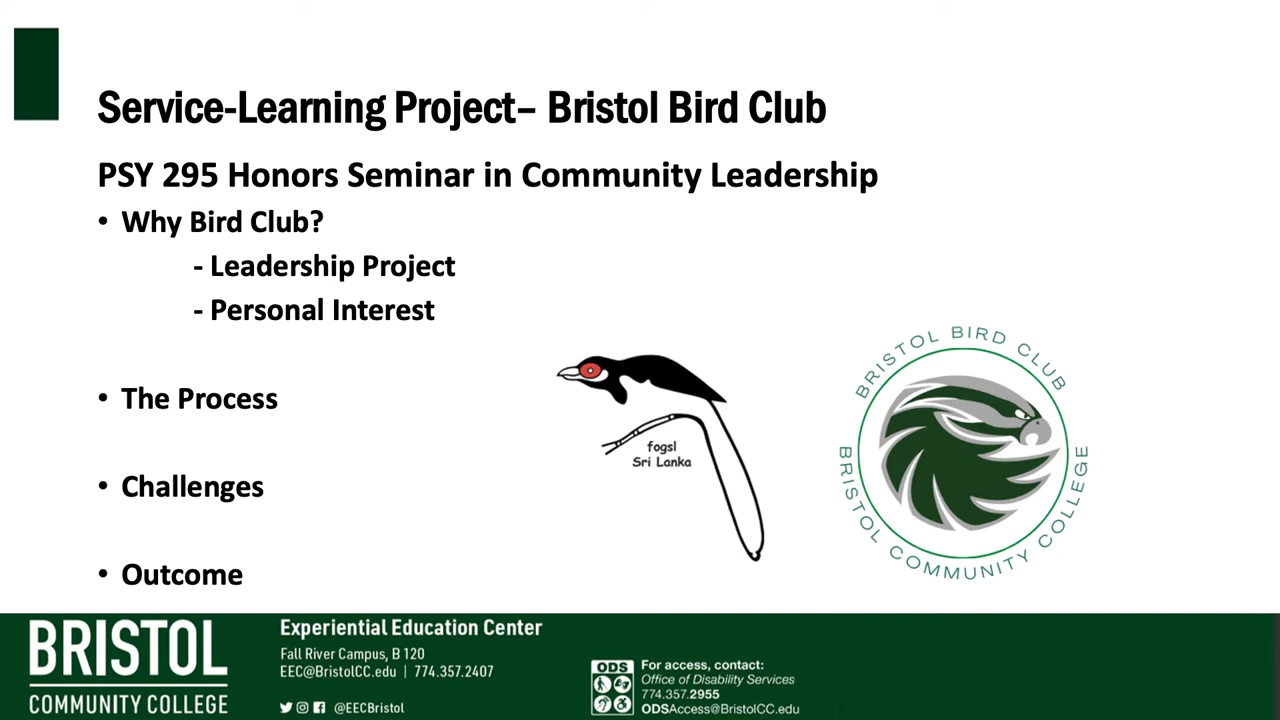 Service-Learning Project– Bristol Bird Club
PSY 295 Honors Seminar in Community Leadership
• Why Bird Club?
- Leadership Project
- Personal Interest
• The Process
• Challenges
• Outcome
fogsl
Sri Lanka
BRISTOL BIRD CLUB
BRISTOL COMMUNITY COLLEGE
BRISTOL
COMMUNITY COLLEGE
Experiential Education Center
Fall River Campus, B 120
EEC@BristolCC.edu | 774.357.2407
@EECBristol
ODS
For access, contact:
Office of Disability Services
774.357.2955
ODSAccess@BristolCC.edu